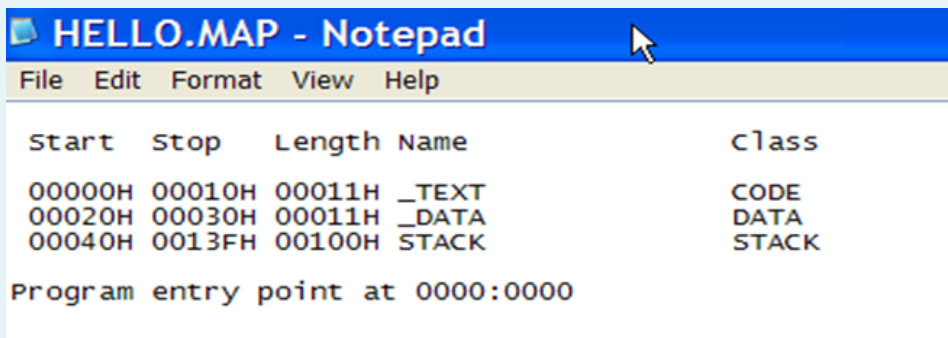 HELLO.MAP - Notepad
File Edit Format View Help
Start Stop Length Name Class
00000H 00010H 00011H _TEXT CODE
00020H 00030H 00011H _DATA DATA
00040H 0013FH 00100H STACK STACK
Program entry point at 0000:0000